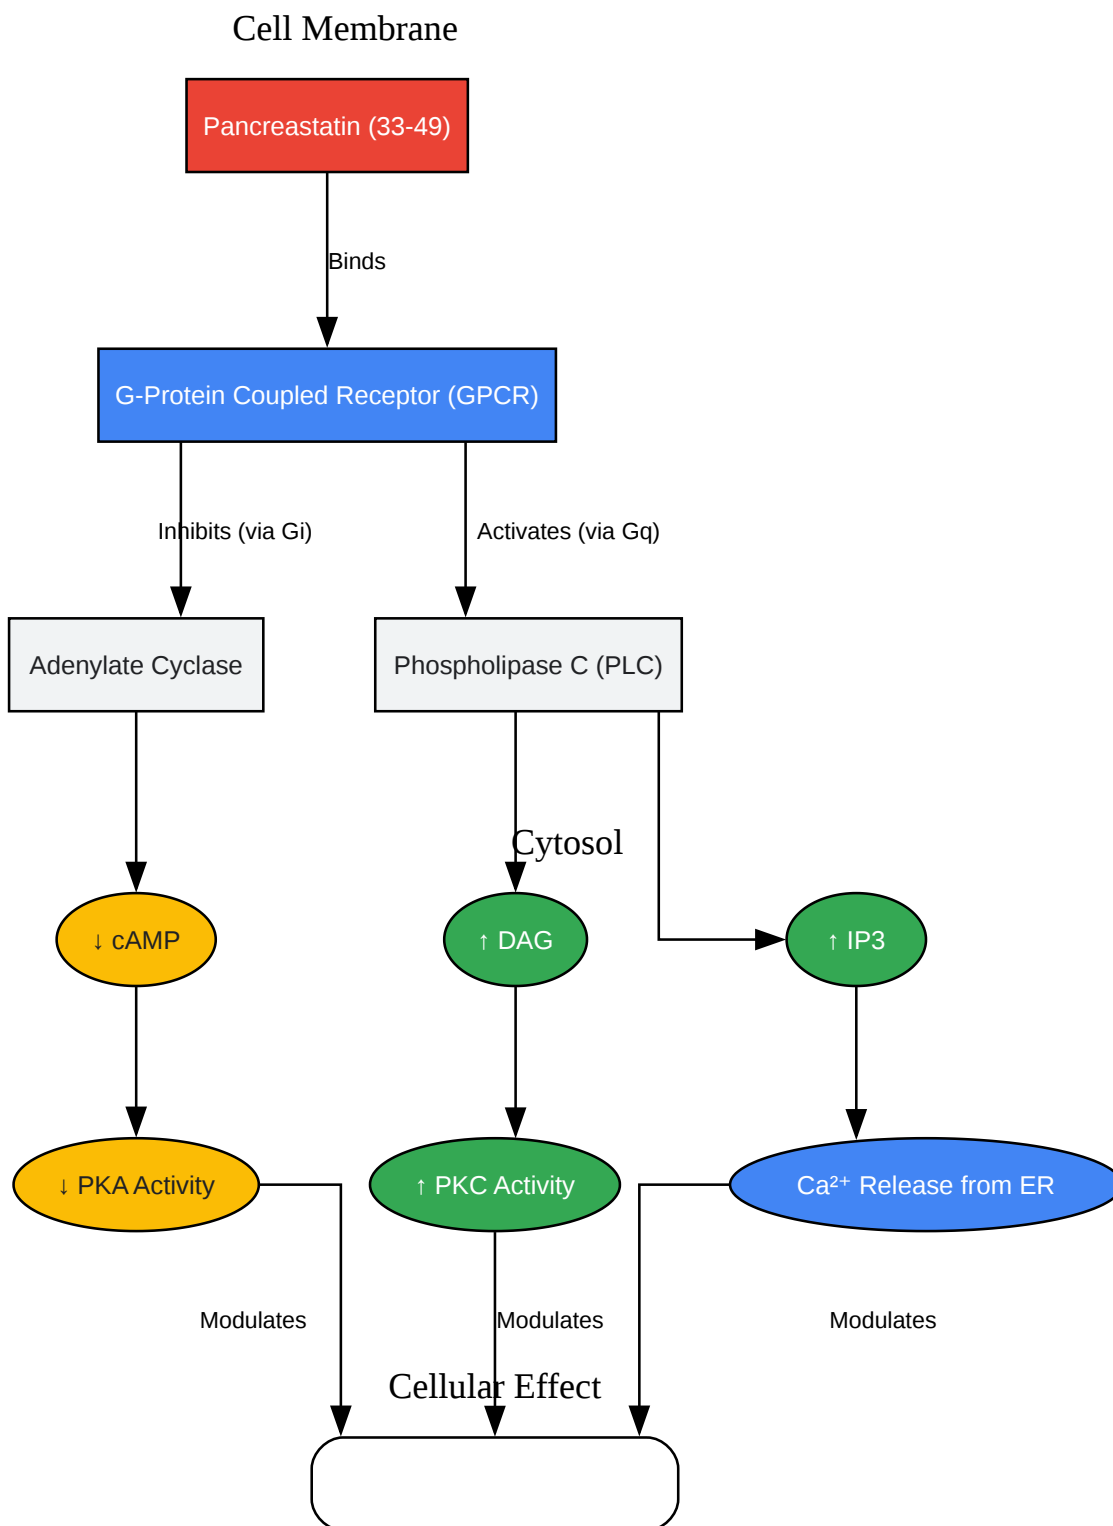 Cell Membrane
Pancreastatin (33-49)
Binds
G-Protein Coupled Receptor (GPCR)
Inhibits (via Gi)
Activates (via Gq)
Adenylate Cyclase
Phospholipase C (PLC)
Cytosol
↓ cAMP
↑ DAG
↑ IP3
↓ PKA Activity
↑ PKC Activity
Ca²⁺ Release from ER
Modulates
Modulates
Modulates
Cellular Effect